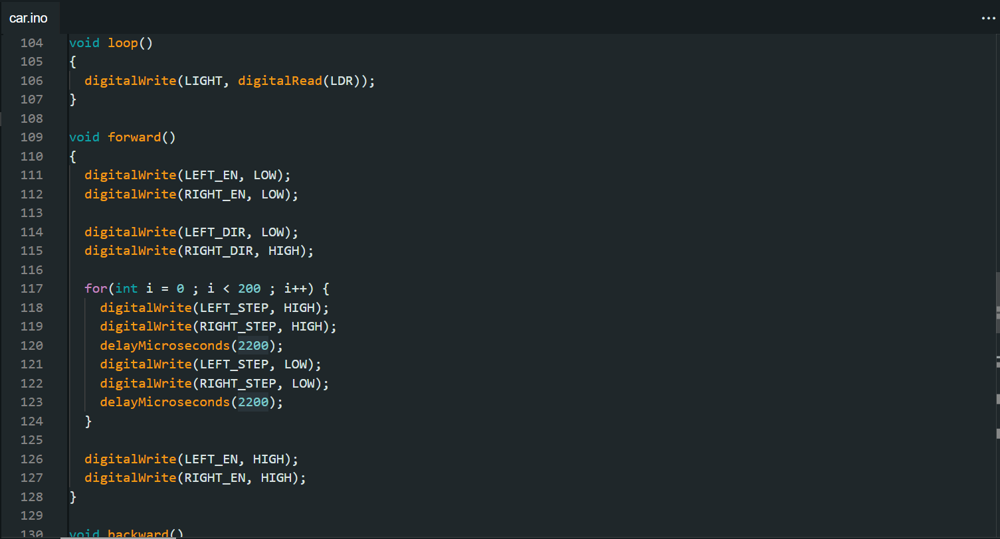 car.ino
104 void loop()
105 {
106   digitalWrite(LIGHT, digitalRead(LDR));
107 }
108
109 void forward()
110 {
111   digitalWrite(LEFT_EN, LOW);
112   digitalWrite(RIGHT_EN, LOW);
113
114   digitalWrite(LEFT_DIR, LOW);
115   digitalWrite(RIGHT_DIR, HIGH);
116
117   for(int i = 0 ; i < 200 ; i++) {
118     digitalWrite(LEFT_STEP, HIGH);
119     digitalWrite(RIGHT_STEP, HIGH);
120     delayMicroseconds(2200);
121     digitalWrite(LEFT_STEP, LOW);
122     digitalWrite(RIGHT_STEP, LOW);
123     delayMicroseconds(2200);
124   }
125
126   digitalWrite(LEFT_EN, HIGH);
127   digitalWrite(RIGHT_EN, HIGH);
128 }
129
130 void backward()